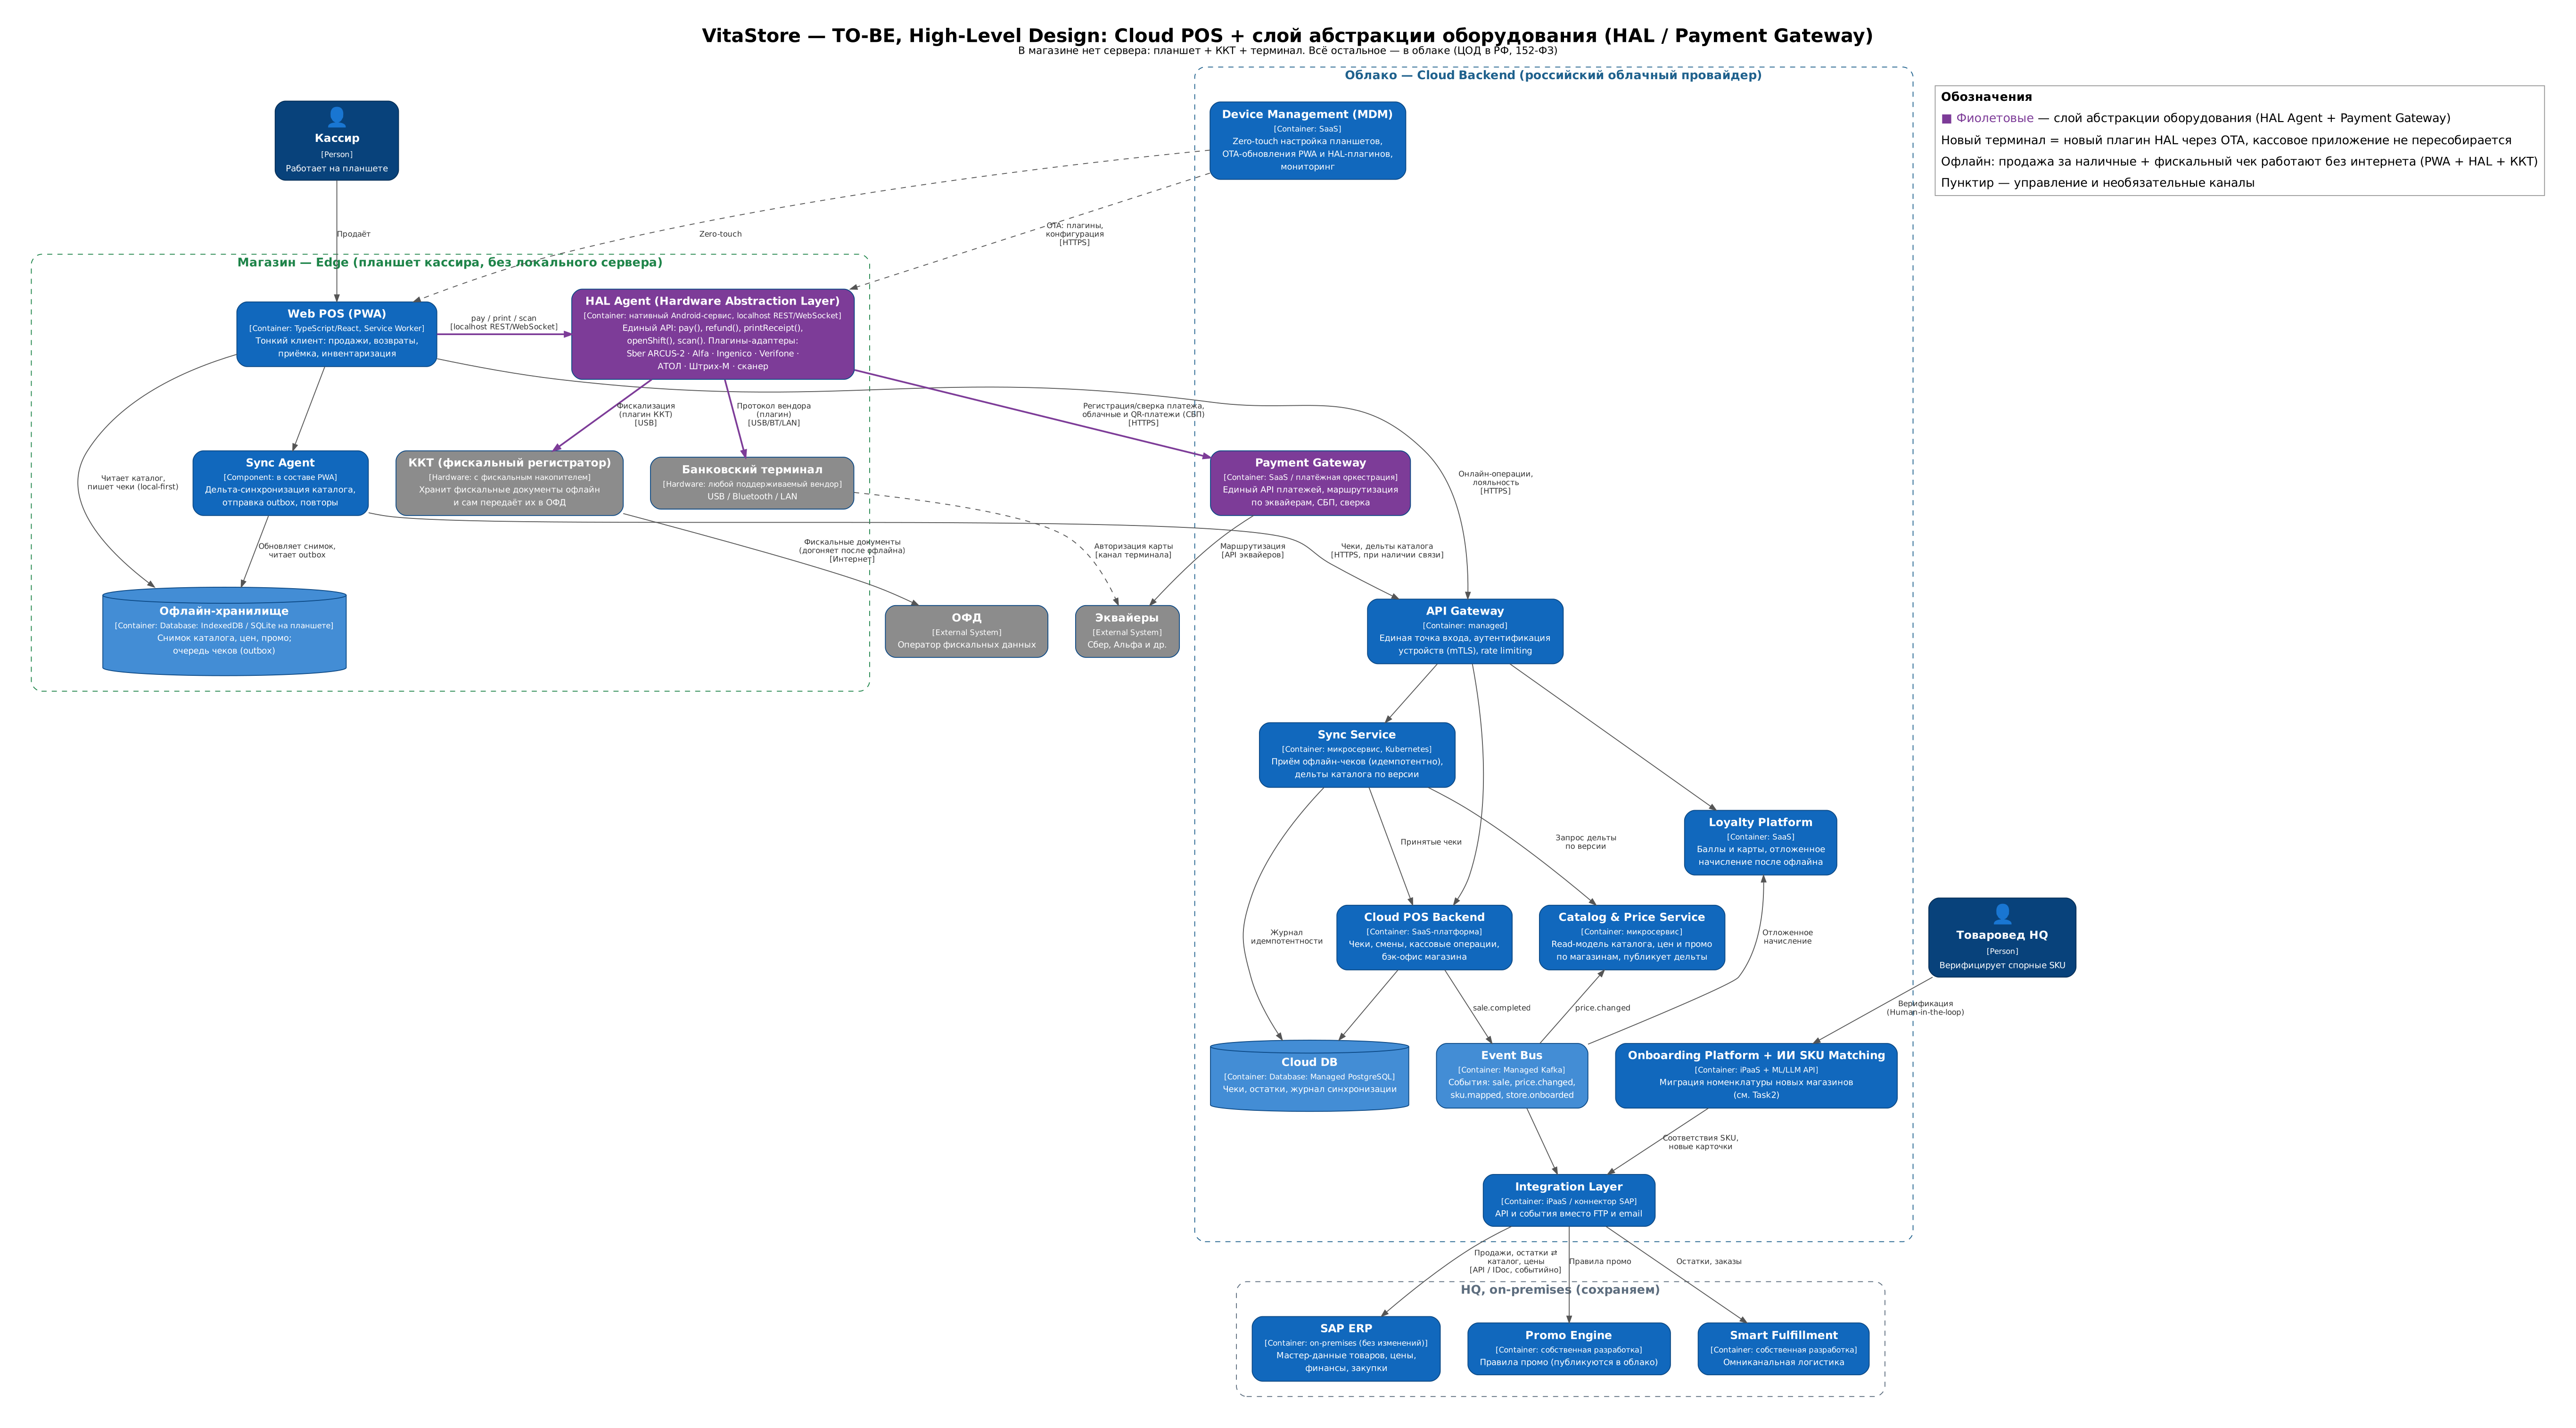 VitaStore — TO-BE, High-Level Design: Cloud POS + слой абстракции оборудования (HAL / Payment Gateway)
В магазине нет сервера: планшет + ККТ + терминал. Всё остальное — в облаке (ЦОД в РФ, 152-ФЗ)
Облако — Cloud Backend (российский облачный провайдер)
Обозначения
■ Фиолетовые — слой абстракции оборудования (HAL Agent + Payment Gateway)
Новый терминал = новый плагин HAL через OTA, кассовое приложение не пересобирается
Офлайн: продажа за наличные + фискальный чек работают без интернета (PWA + HAL + ККТ)
Пунктир — управление и необязательные каналы
Кассир
[Person]
Работает на планшете
Device Management (MDM)
[Container: SaaS]
Zero-touch настройка планшетов,
OTA-обновления PWA и HAL-плагинов,
мониторинг
Продаёт
Zero-touch
OTA: плагины,
конфигурация
[HTTPS]
Магазин — Edge (планшет кассира, без локального сервера)
Web POS (PWA)
[Container: TypeScript/React, Service Worker]
Тонкий клиент: продажи, возвраты,
приёмка, инвентаризация
pay / print / scan
[localhost REST/WebSocket]
HAL Agent (Hardware Abstraction Layer)
[Container: нативный Android-сервис, localhost REST/WebSocket]
Единый API: pay(), refund(), printReceipt(),
openShift(), scan(). Плагины-адаптеры:
Sber ARCUS-2 · Alfa · Ingenico · Verifone ·
АТОЛ · Штрих-М · сканер
Фискализация
(плагин ККТ)
[USB]
Протокол вендора
(плагин)
[USB/BT/LAN]
Регистрация/сверка платежа,
облачные и QR-платежи (СБП)
[HTTPS]
Читает каталог,
пишет чеки (local-first)
Sync Agent
[Component: в составе PWA]
Дельта-синхронизация каталога,
отправка outbox, повторы
ККТ (фискальный регистратор)
[Hardware: с фискальным накопителем]
Хранит фискальные документы офлайн
и сам передаёт их в ОФД
Банковский терминал
[Hardware: любой поддерживаемый вендор]
USB / Bluetooth / LAN
Payment Gateway
[Container: SaaS / платёжная оркестрация]
Единый API платежей, маршрутизация
по эквайерам, СБП, сверка
Онлайн-операции,
лояльность
[HTTPS]
Обновляет снимок,
читает outbox
Фискальные документы
(догоняет после офлайна)
[Интернет]
Авторизация карты
[канал терминала]
Маршрутизация
[API эквайеров]
Чеки, дельты каталога
[HTTPS, при наличии связи]
Офлайн-хранилище
[Container: Database: IndexedDB / SQLite на планшете]
Снимок каталога, цен, промо;
очередь чеков (outbox)
ОФД
[External System]
Оператор фискальных данных
Эквайеры
[External System]
Сбер, Альфа и др.
API Gateway
[Container: managed]
Единая точка входа, аутентификация
устройств (mTLS), rate limiting
Sync Service
[Container: микросервис, Kubernetes]
Приём офлайн-чеков (идемпотентно),
дельты каталога по версии
Принятые чеки
Запрос дельты
по версии
Loyalty Platform
[Container: SaaS]
Баллы и карты, отложенное
начисление после офлайна
Журнал
идемпотентности
Cloud POS Backend
[Container: SaaS-платформа]
Чеки, смены, кассовые операции,
бэк-офис магазина
Catalog & Price Service
[Container: микросервис]
Read-модель каталога, цен и промо
по магазинам, публикует дельты
Отложенное
начисление
Товаровед HQ
[Person]
Верифицирует спорные SKU
sale.completed
price.changed
Верификация
(Human-in-the-loop)
Cloud DB
[Container: Database: Managed PostgreSQL]
Чеки, остатки, журнал синхронизации
Event Bus
[Container: Managed Kafka]
События: sale, price.changed,
sku.mapped, store.onboarded
Onboarding Platform + ИИ SKU Matching
[Container: iPaaS + ML/LLM API]
Миграция номенклатуры новых магазинов
(см. Task2)
Соответствия SKU,
новые карточки
Integration Layer
[Container: iPaaS / коннектор SAP]
API и события вместо FTP и email
Продажи, остатки ⇄
каталог, цены
[API / IDoc, событийно]
Правила промо
Остатки, заказы
HQ, on-premises (сохраняем)
SAP ERP
[Container: on-premises (без изменений)]
Мастер-данные товаров, цены,
финансы, закупки
Promo Engine
[Container: собственная разработка]
Правила промо (публикуются в облако)
Smart Fulfillment
[Container: собственная разработка]
Омниканальная логистика